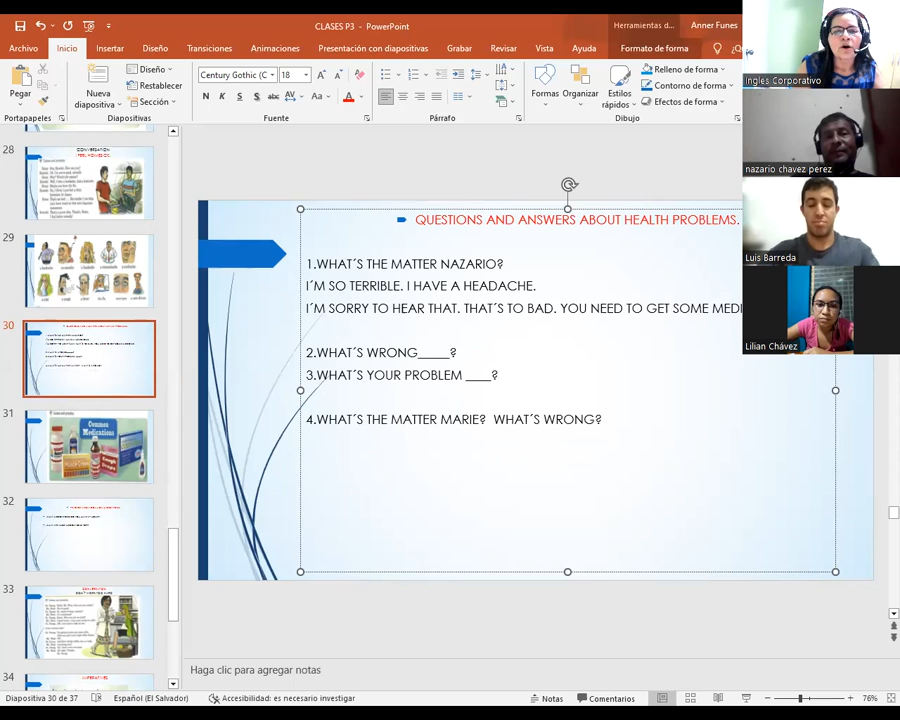 CLASES P3 - PowerPoint
Herramientas d...
Anner Funes
Archivo Inicio Insertar Diseño Transiciones Animaciones Presentación con diapositivas Grabar Revisar Vista Ayuda Formato de forma
Pegar
Nueva diapositiva
Diseño
Restablecer
Sección
Century Gothic (C 18
N K S S abc AV Aa A
Formas Organizar Estilos rápidos
Relleno de forma
Contorno de forma
Efectos de forma
Portapapeles Diapositivas Fuente Párrafo Dibujo
Ingles Corporativo
nazario chavez perez
Luis Barreda
Lilian Chávez
28
CONVERSATION
29
30
31
Common Medications
32
33
34
QUESTIONS AND ANSWERS ABOUT HEALTH PROBLEMS.
1.WHAT´S THE MATTER NAZARIO?
I´M SO TERRIBLE. I HAVE A HEADACHE.
I´M SORRY TO HEAR THAT. THAT´S TO BAD. YOU NEED TO GET SOME MEDI
2.WHAT´S WRONG_____?
3.WHAT´S YOUR PROBLEM ____?
4.WHAT´S THE MATTER MARIE? WHAT´S WRONG?
Haga clic para agregar notas
Diapositiva 30 de 37 Español (El Salvador) Accesibilidad: es necesario investigar Notas Comentarios 76%